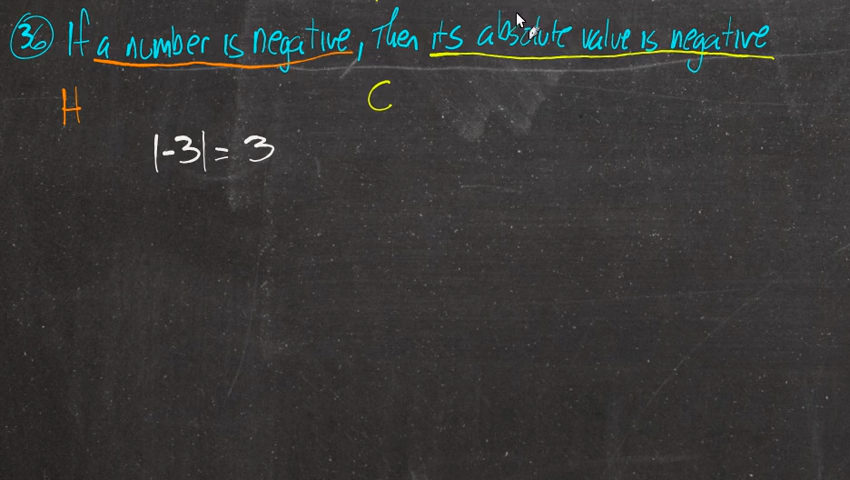 36 If a number is negative, Then its absolute value is negative
H C
|-3| = 3